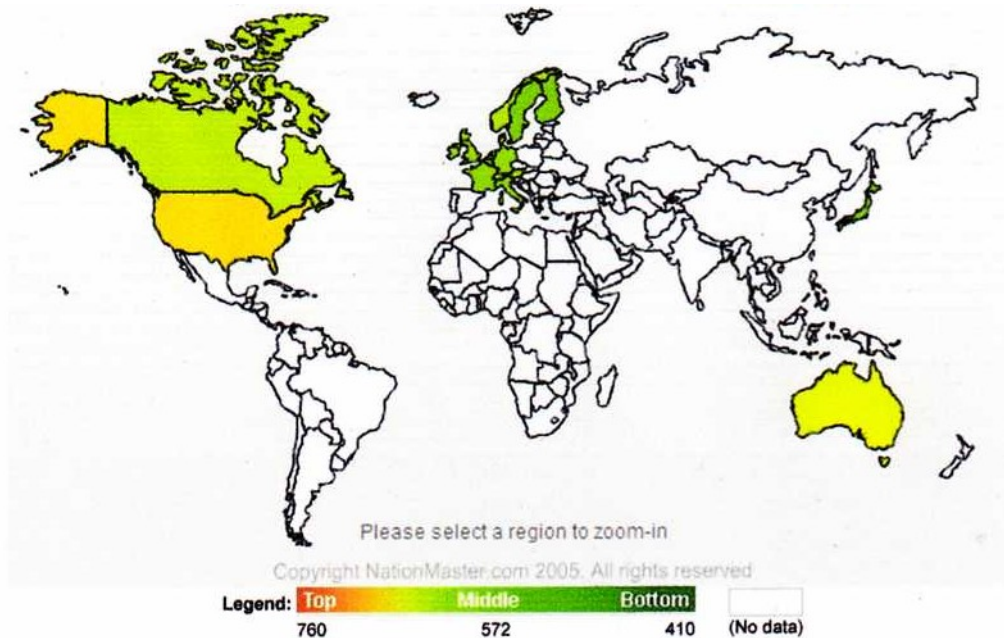 Please select a region to zoom-in
Copyright NationMaster.com 2005. All rights reserved
Legend: Top Middle Bottom
760 572 410 (No data)